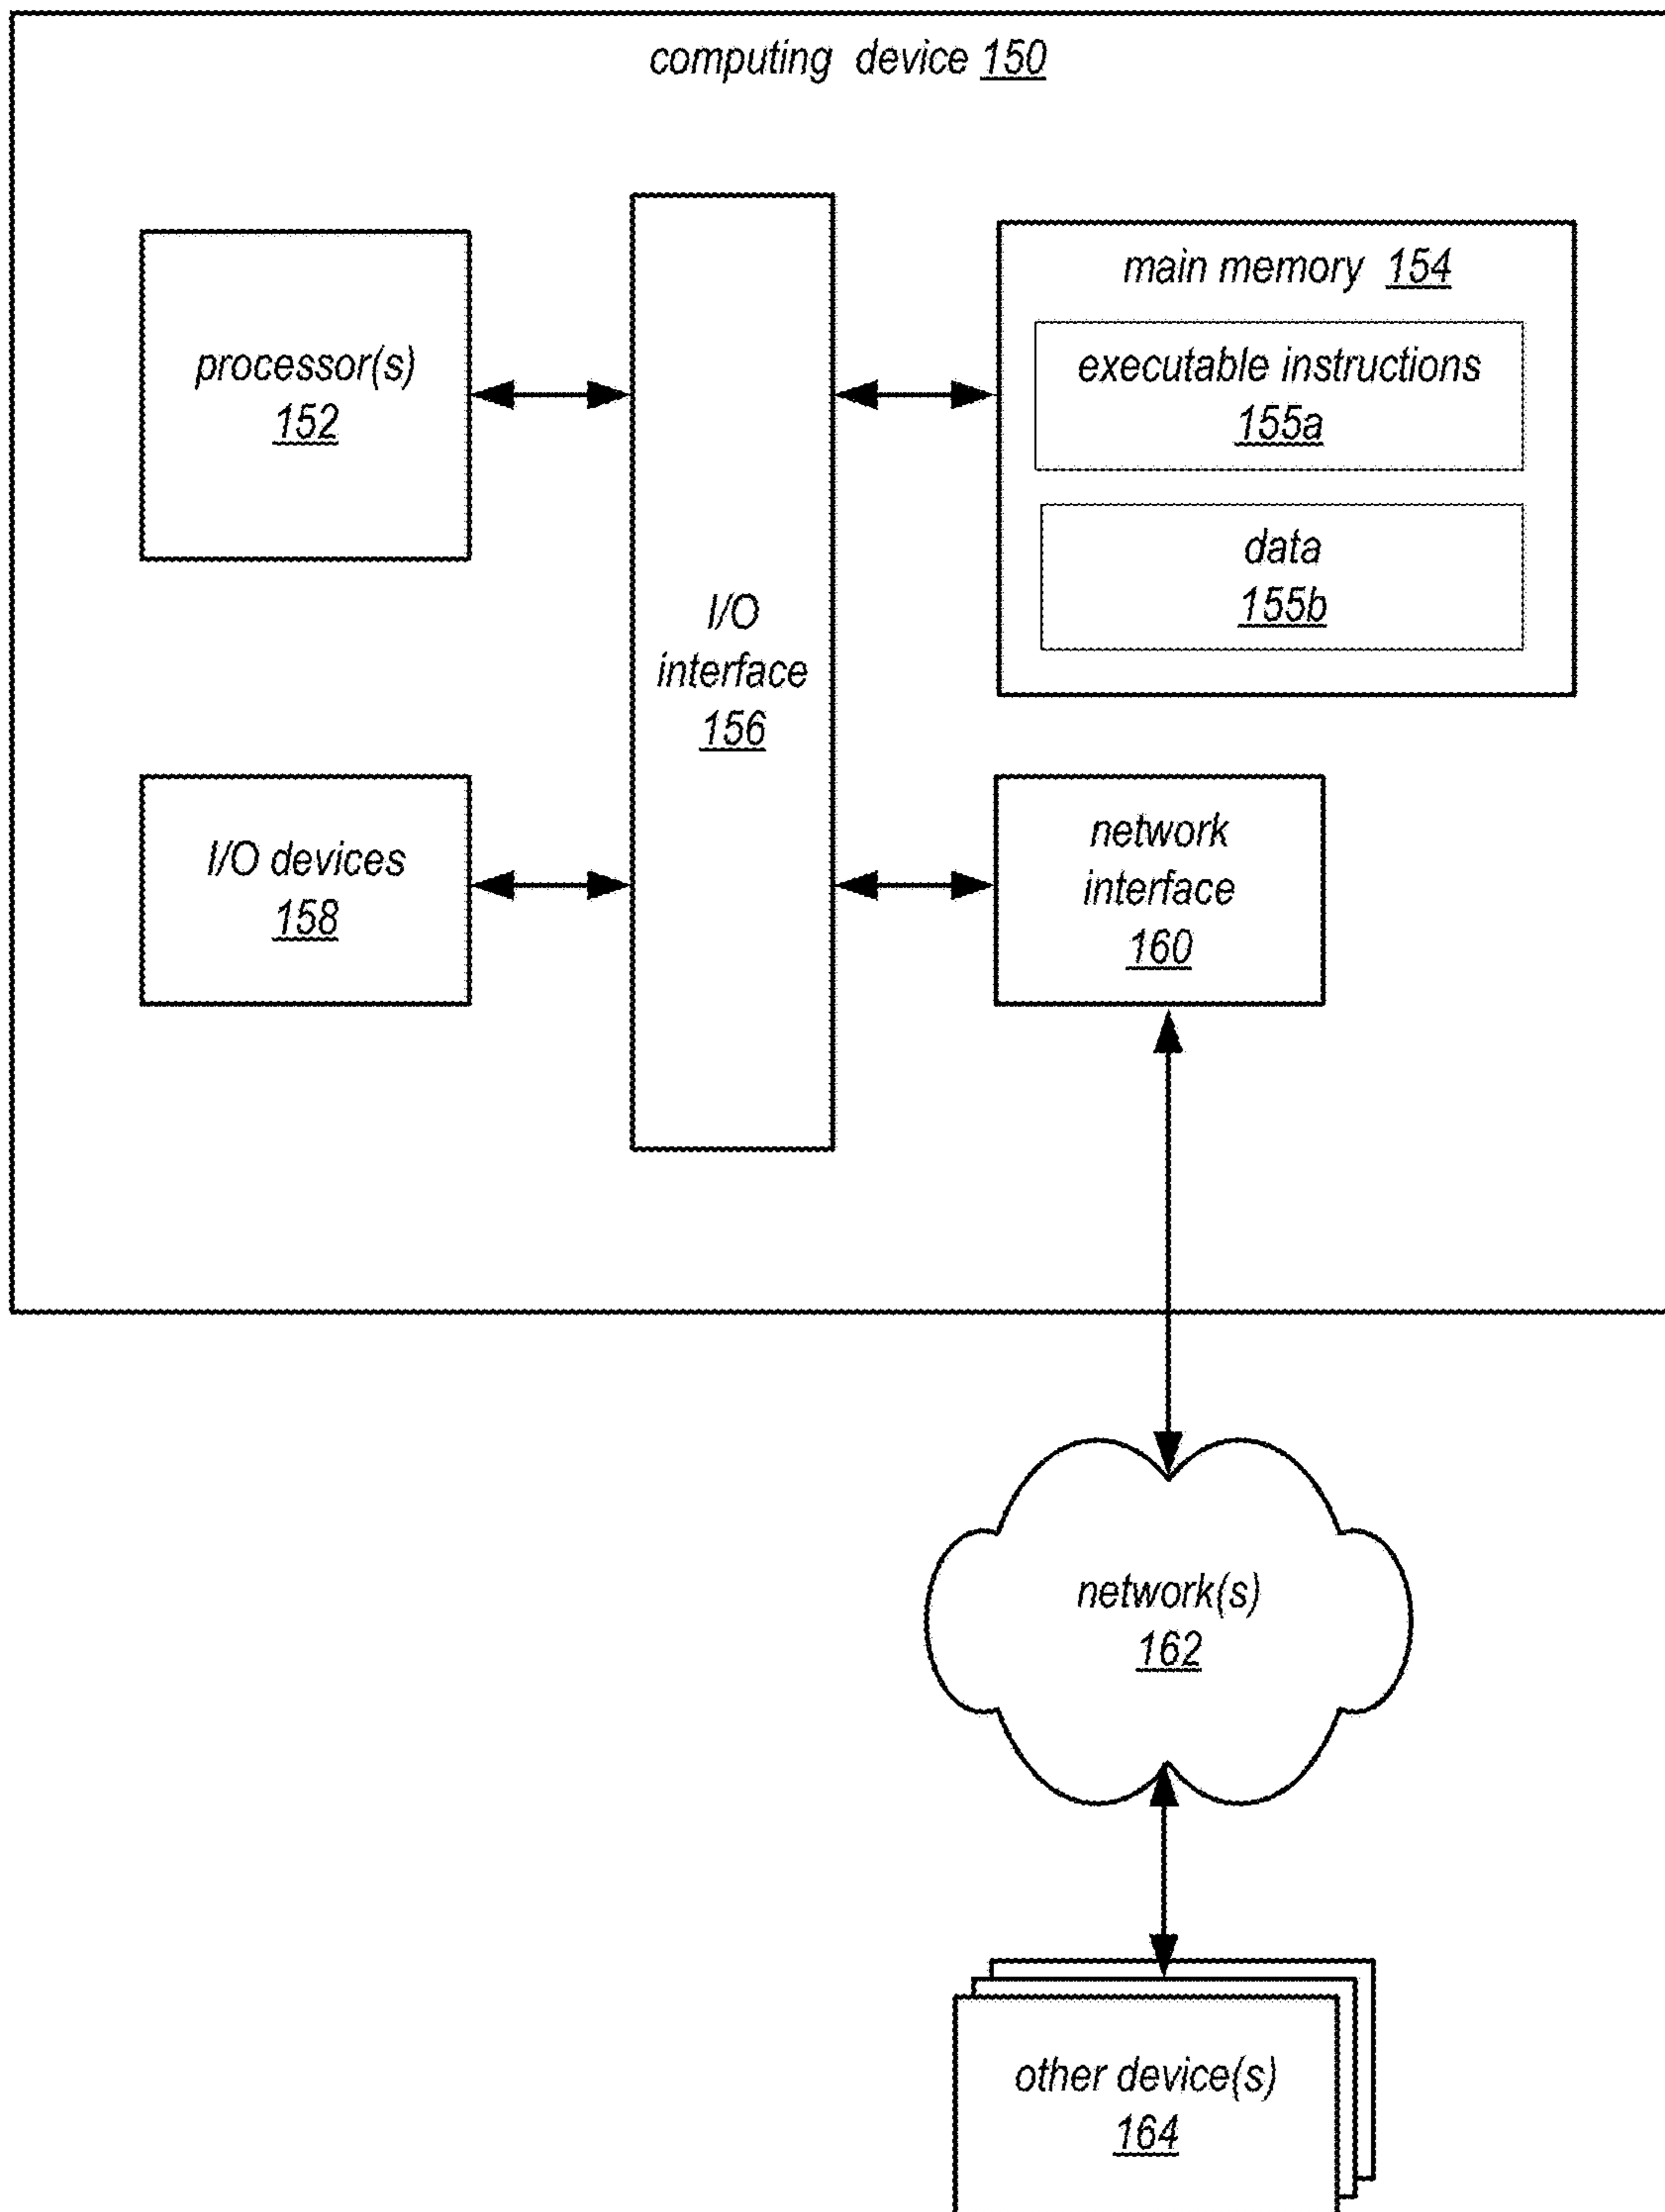 computing device 150
processor(s)
152
main memory 154
executable instructions
155a
data
155b
I/O
interface
156
I/O devices
158
network
interface
160
network(s)
162
other device(s)
164